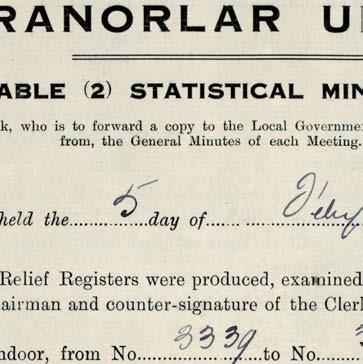 RANORLAR U
ABLE (2) STATISTICAL MIN
k, who is to forward a copy to the Local Governme
from, the General Minutes of each Meeting.
held the 5 day of
Relief Registers were produced, examined
airman and counter-signature of the Cler
ndoor, from No. 3339 to No.